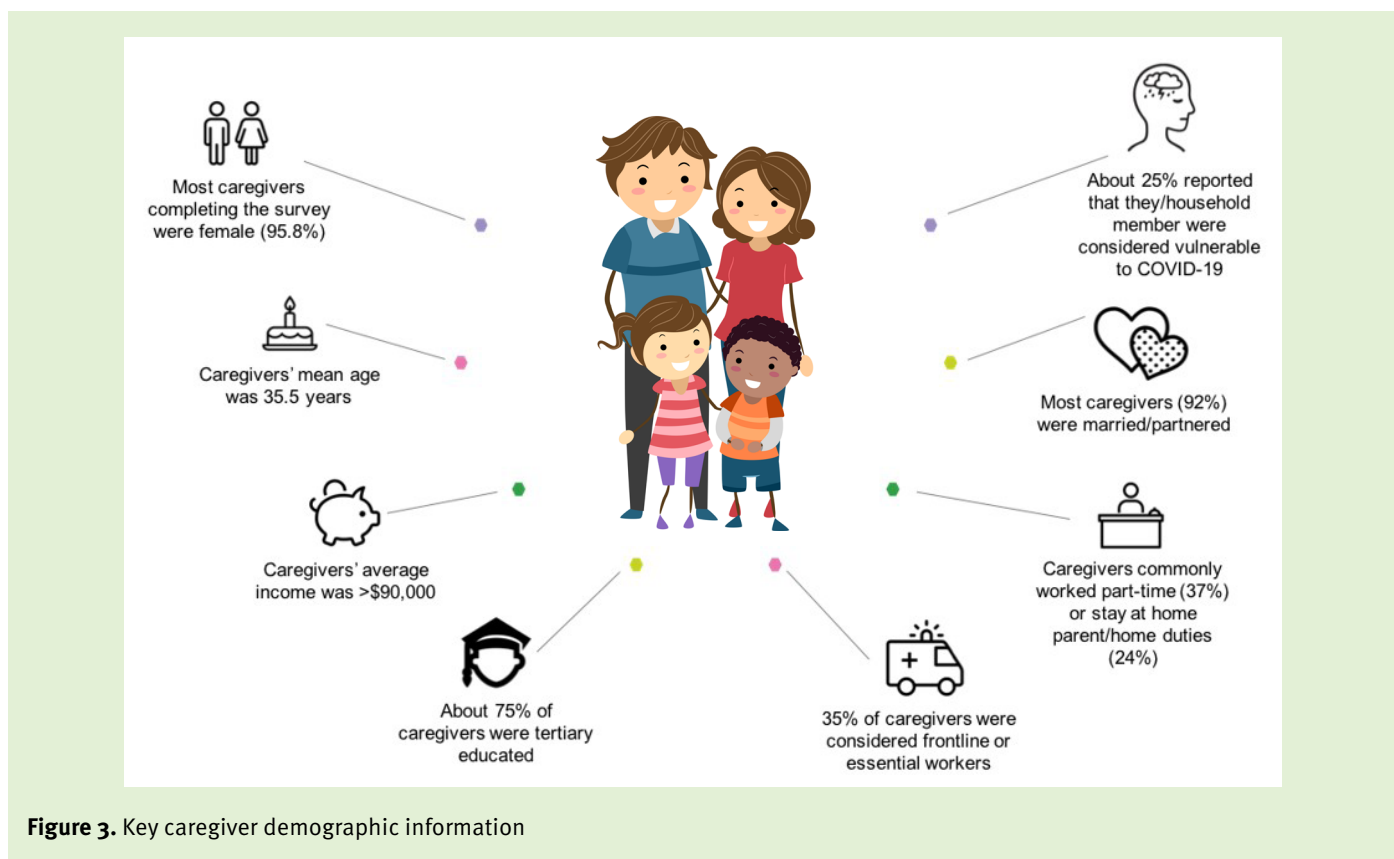 Most caregivers
completing the survey
were female (95.8%)
Caregivers' mean age
was 35.5 years
Caregivers' average
income was >$90,000
About 75% of
caregivers were tertiary
educated
35% of caregivers were
considered frontline or
essential workers
Caregivers commonly
worked part-time (37%)
or stay at home
parent/home duties
(24%)
Most caregivers (92%)
were married/partnered
About 25% reported
that they/household
member were
considered vulnerable
to COVID-19
Figure 3. Key caregiver demographic information